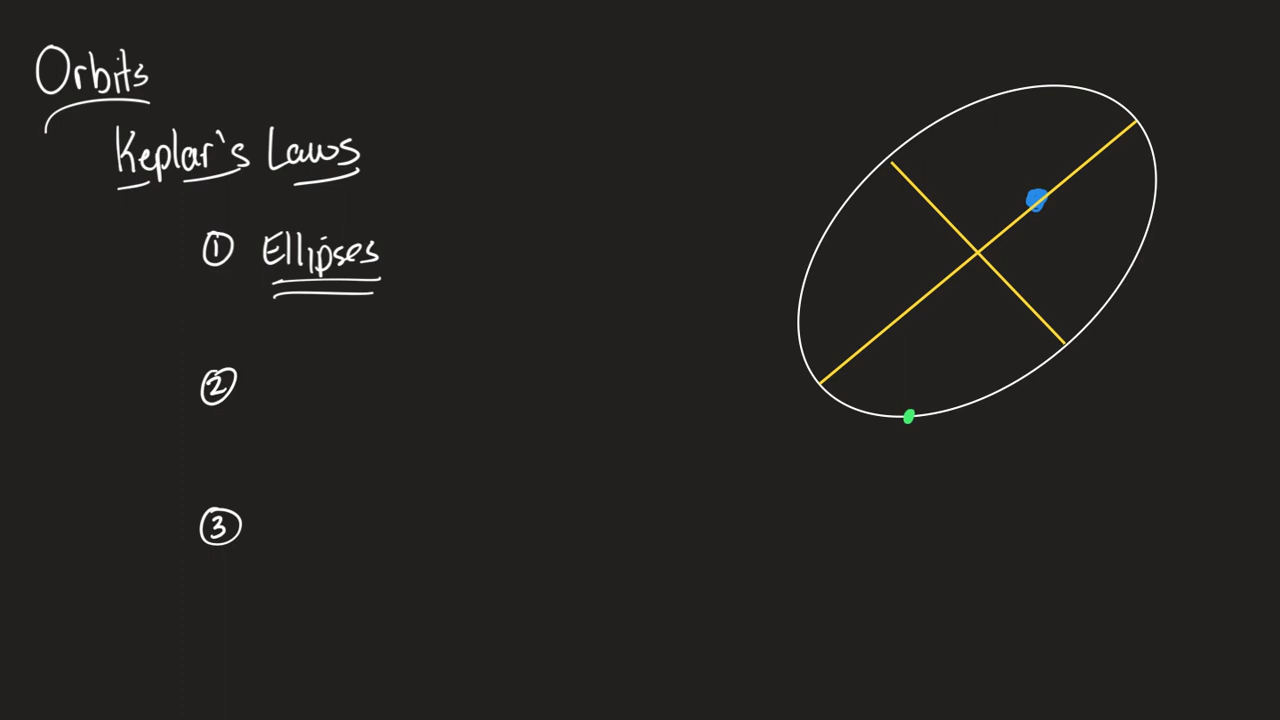 Orbits
Keplar's Laws
① Ellipses
②
③